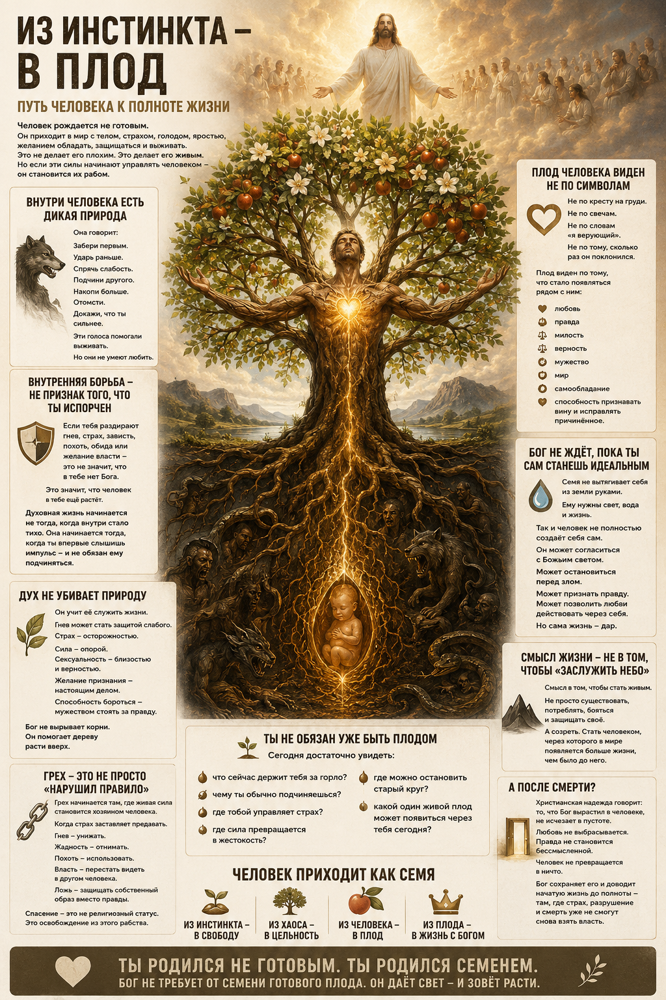 ИЗ ИНСТИНКТА –
В ПЛОД
ПУТЬ ЧЕЛОВЕКА К ПОЛНОТЕ ЖИЗНИ
Человек рождается не готовым.
Он приходит в мир с телом, страхом, голодом, яростью,
желанием обладать, защищаться и выживать.
Это не делает его плохим. Это делает его живым.
Но если эти силы начинают управлять человеком –
он становится их рабом.
ВНУТРИ ЧЕЛОВЕКА ЕСТЬ
ДИКАЯ ПРИРОДА
Она говорит:
Забери первым.
Ударь раньше.
Спрячь слабость.
Подчини другого.
Накопи больше.
Отомсти.
Докажи, что ты
сильнее.
Эти голоса помогали
выживать.
Но они не умеют любить.
ВНУТРЕННЯЯ БОРЬБА –
НЕ ПРИЗНАК ТОГО, ЧТО
ТЫ ИСПОРЧЕН
Если тебя раздирают
гнев, страх, зависть,
похоть, обида или
желание власти –
это не значит, что
в тебе нет Бога.
Это значит, что человек
в тебе ещё растёт.
Духовная жизнь начинается
не тогда, когда внутри стало
тихо. Она начинается тогда,
когда ты впервые слышишь
импульс – и не обязан ему
подчиняться.
ДУХ НЕ УБИВАЕТ ПРИРОДУ
Он учит её служить жизни.
Гнев может стать защитой слабого.
Страх – осторожностью.
Сила – опорой.
Сексуальность – близостью
и верностью.
Желание признания –
настоящим делом.
Способность бороться –
мужеством стоять за правду.
Бог не вырывает корни.
Он помогает дереву
расти вверх.
ГРЕХ – ЭТО НЕ ПРОСТО
«НАРУШИЛ ПРАВИЛО»
Грех начинается там, где живая сила
становится хозяином человека.
Когда страх заставляет предавать.
Гнев – унижать.
Жадность – отнимать.
Похоть – использовать.
Власть – перестать видеть
в другом человека.
Ложь – защищать собственный
образ вместо правды.
Спасение – это не религиозный статус.
Это освобождение из этого рабства.
ПЛОД ЧЕЛОВЕКА ВИДЕН
НЕ ПО СИМВОЛАМ
Не по кресту на груди.
Не по свечам.
Не по словам
«я верующий».
Не по тому, сколько
раз он поклонился.
Плод виден по тому,
что стало появляться
рядом с ним:
любовь
правда
милость
верность
мужество
мир
самообладание
способность признавать
вину и исправлять
причинённое.
БОГ НЕ ЖДЁТ, ПОКА ТЫ
САМ СТАНЕШЬ ИДЕАЛЬНЫМ
Семя не вытягивает себя
из земли руками.
Ему нужны свет, вода
и жизнь.
Так и человек не полностью
создаёт себя сам.
Он может согласиться
с Божьим светом.
Может остановиться
перед злом.
Может признать правду.
Может позволить любви
действовать через себя.
Но сама жизнь – дар.
СМЫСЛ ЖИЗНИ – НЕ В ТОМ,
ЧТОБЫ «ЗАСЛУЖИТЬ НЕБО»
Смысл в том, чтобы стать живым.
Не просто существовать,
потреблять, бояться
и защищать своё.
А созреть. Стать человеком,
через которого в мире
появляется больше жизни,
чем было до него.
А ПОСЛЕ СМЕРТИ?
Христианская надежда говорит:
то, что Бог вырастил в человеке,
не исчезает в пустоте.
Любовь не выбрасывается.
Правда не становится
бессмысленной.
Человек не превращается
в ничто.
Бог сохраняет его и доводит
начатую жизнь до полноты –
там, где страх, разрушение
и смерть уже не смогут
снова взять власть.
ТЫ НЕ ОБЯЗАН УЖЕ БЫТЬ ПЛОДОМ
Сегодня достаточно увидеть:
что сейчас держит тебя за горло?
чему ты обычно подчиняешься?
где тобой управляет страх?
где сила превращается
в жестокость?
где можно остановить
старый круг?
какой один живой плод
может появиться через
тебя сегодня?
ЧЕЛОВЕК ПРИХОДИТ КАК СЕМЯ
ИЗ ИНСТИНКТА –
В СВОБОДУ
ИЗ ХАОСА –
В ЦЕЛЬНОСТЬ
ИЗ ЧЕЛОВЕКА –
В ПЛОД
ИЗ ПЛОДА –
В ЖИЗНЬ С БОГОМ
ТЫ РОДИЛСЯ НЕ ГОТОВЫМ. ТЫ РОДИЛСЯ СЕМЕНЕМ.
БОГ НЕ ТРЕБУЕТ ОТ СЕМЕНИ ГОТОВОГО ПЛОДА. ОН ДАЁТ СВЕТ – И ЗОВЁТ РАСТИ.